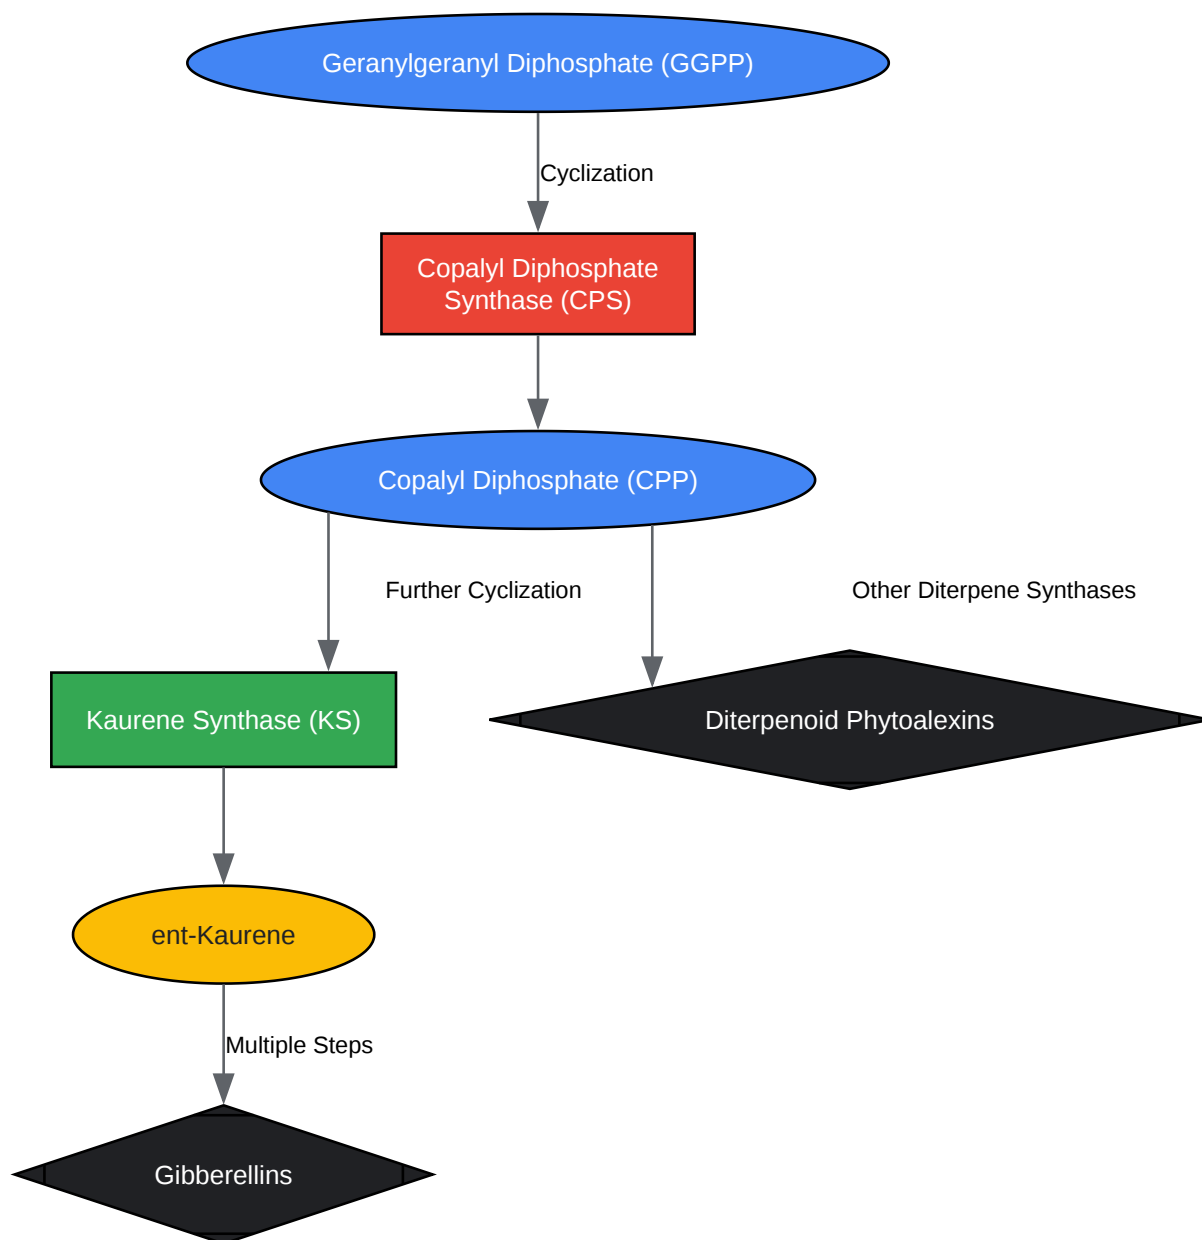 Geranylgeranyl Diphosphate (GGPP)
Cyclization
Copalyl Diphosphate
Synthase (CPS)
Copalyl Diphosphate (CPP)
Further Cyclization
Other Diterpene Synthases
Kaurene Synthase (KS)
Diterpenoid Phytoalexins
ent-Kaurene
Multiple Steps
Gibberellins